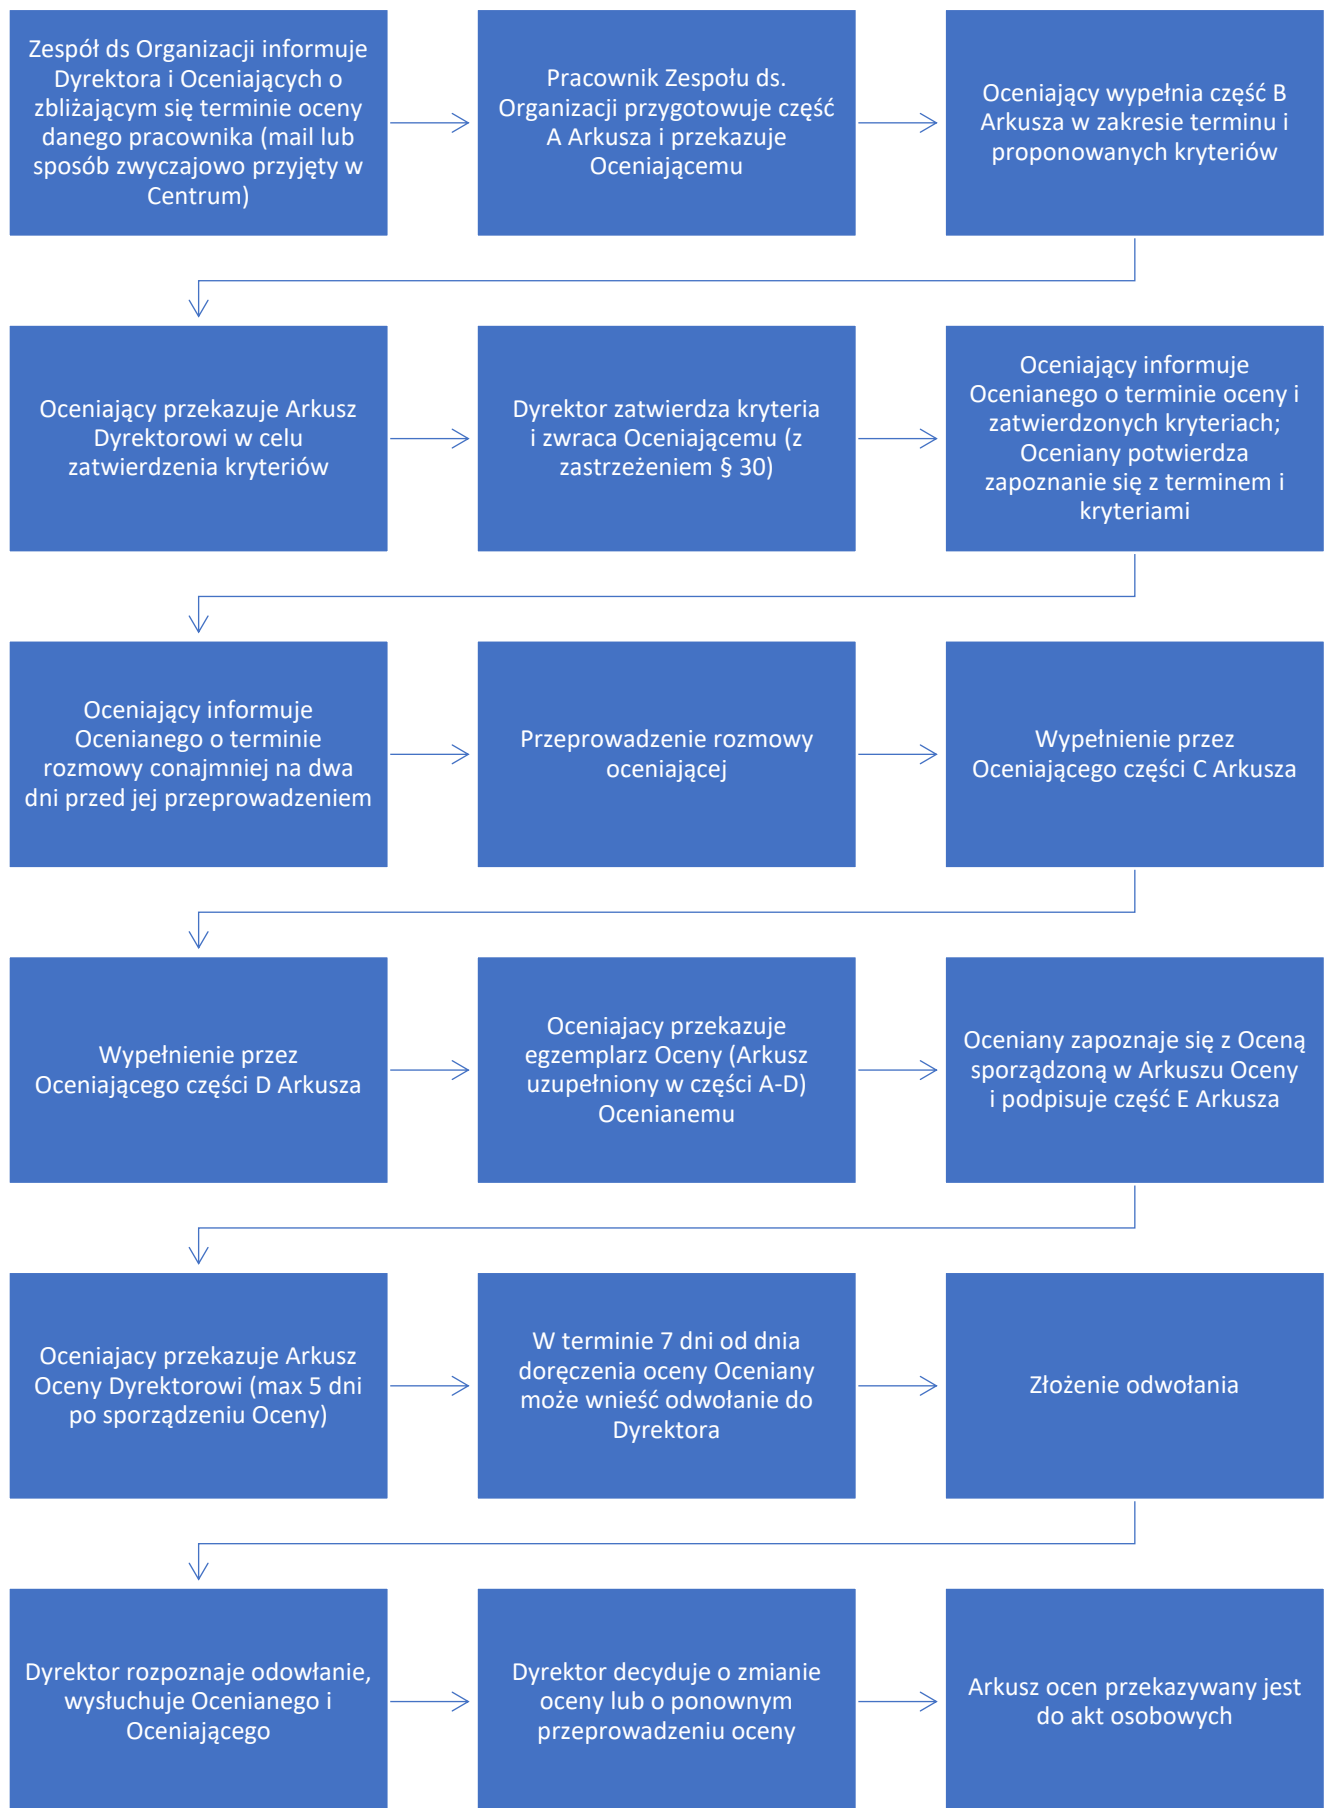 Zespół ds Organizacji informuje
Dyrektora i Oceniających o
zbliżającym się terminie oceny
danego pracownika (mail lub
sposób zwyczajowo przyjęty w
Centrum)
Pracownik Zespołu ds.
Organizacji przygotowuje część
A Arkusza i przekazuje
Oceniającemu
Oceniający wypełnia część B
Arkusza w zakresie terminu i
proponowanych kryteriów
Oceniający przekazuje Arkusz
Dyrektorowi w celu
zatwierdzenia kryteriów
Dyrektor zatwierdza kryteria
i zwraca Oceniającemu (z
zastrzeżeniem § 30)
Oceniający informuje
Ocenianego o terminie oceny i
zatwierdzonych kryteriach;
Oceniany potwierdza
zapoznanie się z terminem i
kryteriami
Oceniający informuje
Ocenianego o terminie
rozmowy conajmniej na dwa
dni przed jej przeprowadzeniem
Przeprowadzenie rozmowy
oceniającej
Wypełnienie przez
Oceniającego części C Arkusza
Wypełnienie przez
Oceniającego części D Arkusza
Oceniajacy przekazuje
egzemplarz Oceny (Arkusz
uzupełniony w części A-D)
Ocenianemu
Oceniany zapoznaje się z Oceną
sporządzoną w Arkuszu Oceny
i podpisuje część E Arkusza
Oceniajacy przekazuje Arkusz
Oceny Dyrektorowi (max 5 dni
po sporządzeniu Oceny)
W terminie 7 dni od dnia
doręczenia oceny Oceniany
może wnieść odwołanie do
Dyrektora
Złożenie odwołania
Dyrektor rozpoznaje odowłanie,
wysłuchuje Ocenianego i
Oceniającego
Dyrektor decyduje o zmianie
oceny lub o ponownym
przeprowadzeniu oceny
Arkusz ocen przekazywany jest
do akt osobowych